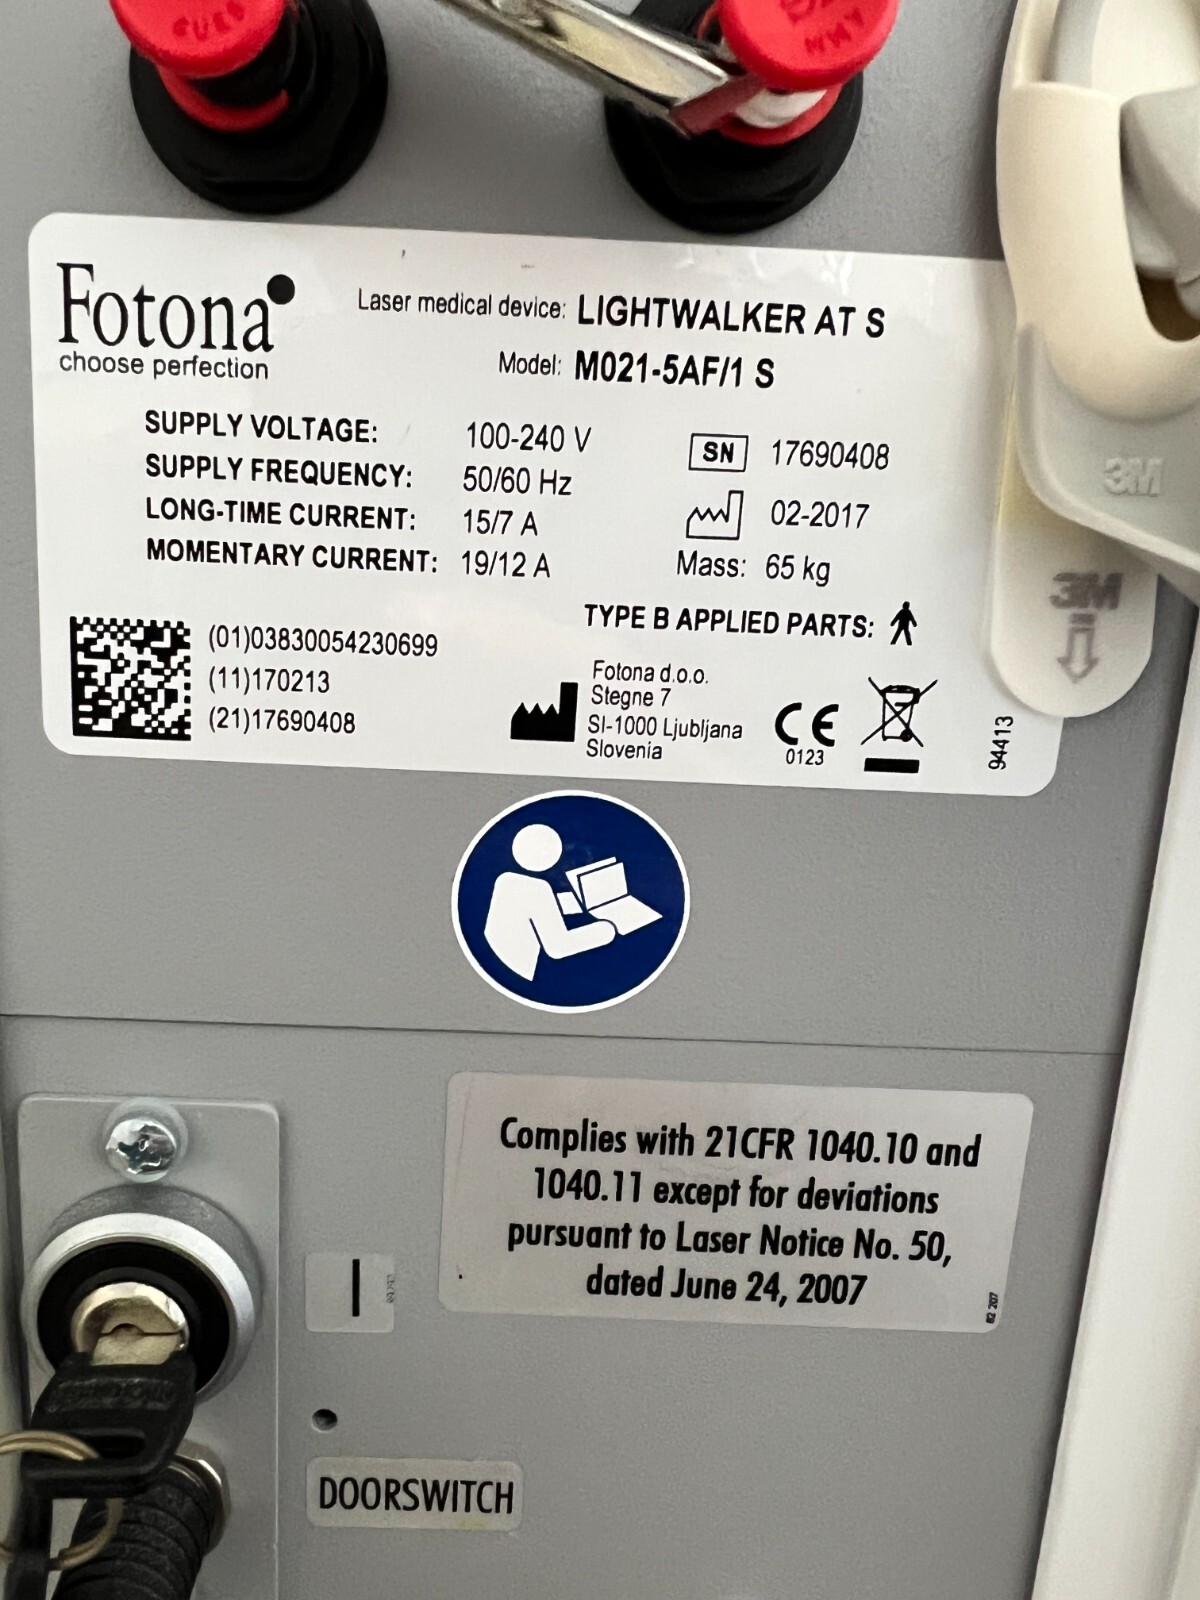 Fotona
choose perfection
Laser medical device: LIGHTWALKER AT S
Model: M021-5AF/1 S
SUPPLY VOLTAGE: 100-240 V
SUPPLY FREQUENCY: 50/60 Hz
LONG-TIME CURRENT: 15/7 A
MOMENTARY CURRENT: 19/12 A
SN 17690408
02-2017
Mass: 65 kg
TYPE B APPLIED PARTS:
(01)03830054230699
(11)170213
(21)17690408
Fotona d.o.o.
Stegne 7
SI-1000 Ljubljana
Slovenia
CE
0123
94413
3M
3M
Complies with 21CFR 1040.10 and
1040.11 except for deviations
pursuant to Laser Notice No. 50,
dated June 24, 2007
82 207
I
DOORSWITCH